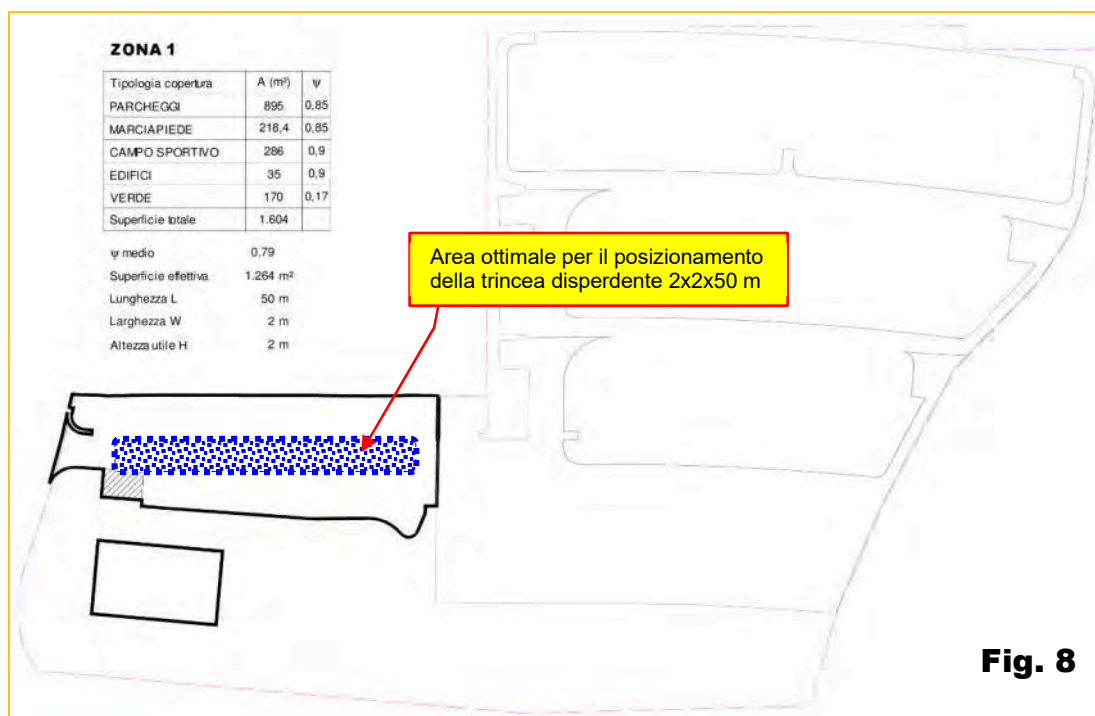 ZONA 1
Tipologia copertura A (m²) ψ
PARCHEGGI 895 0,85
MARCIAPIEDE 218,4 0,85
CAMPO SPORTIVO 286 0,9
EDIFICI 35 0,9
VERDE 170 0,17
Superficie totale 1.604
ψ medio 0,79
Superficie effettiva 1.264 m²
Lunghezza L 50 m
Larghezza W 2 m
Altezza utile H 2 m
Area ottimale per il posizionamento
della trincea disperdente 2x2x50 m
Fig. 8